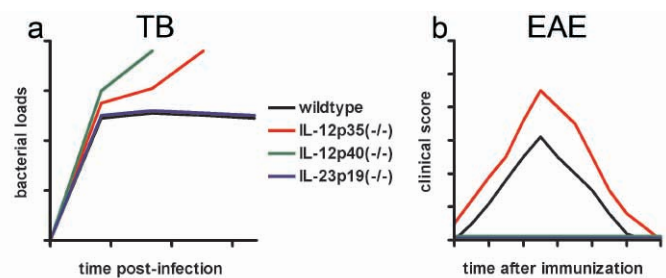 a TB
bacterial loads
time post-infection
wildtype
IL-12p35(-/-)
IL-12p40(-/-)
IL-23p19(-/-)
b EAE
clinical score
time after immunization